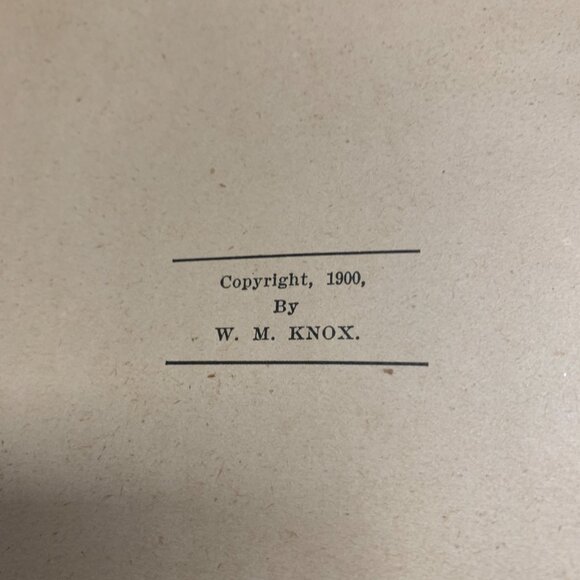 Copyright, 1900,
By
W. M. KNOX.